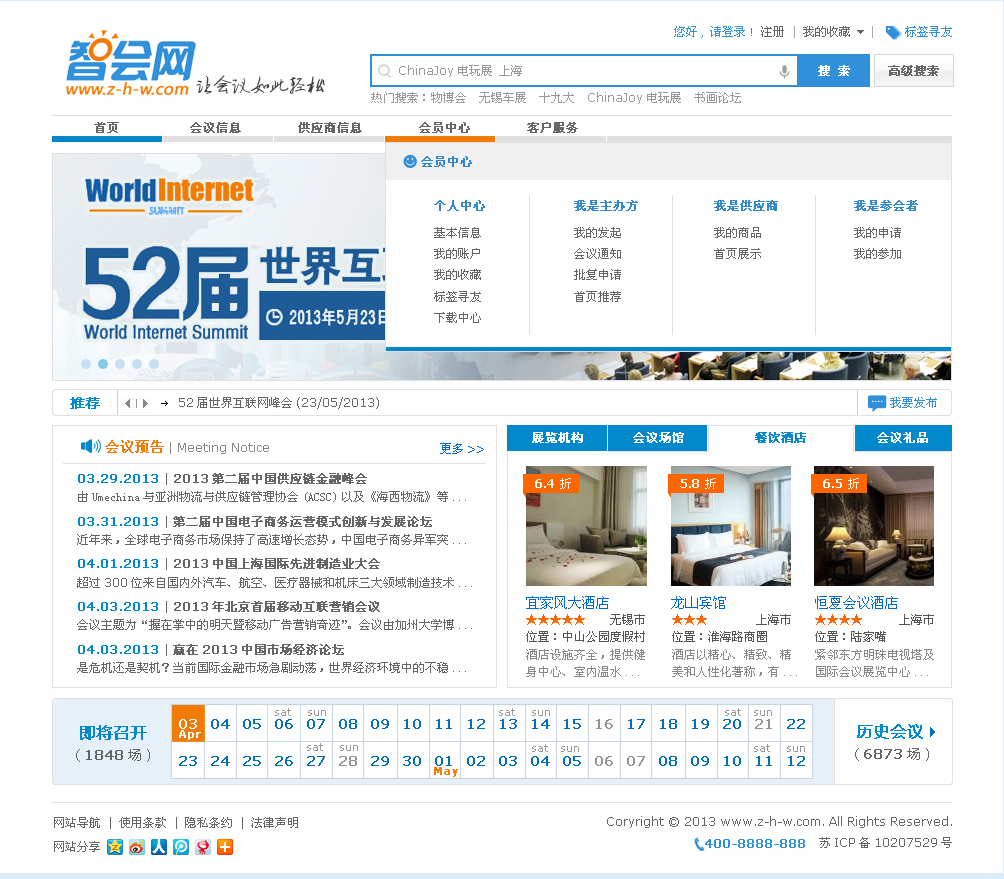 您好，请登录！ 注册 | 我的收藏 | 标签寻友
智会网
www.z-h-w.com 让会议如此轻松
ChinaJoy 电玩展 上海 搜 索 高级搜索
热门搜索：物博会 无锡车展 十九大 ChinaJoy 电玩展 书画论坛
首页 会议信息 供应商信息 会员中心 客户服务
会员中心
个人中心 我是主办方 我是供应商 我是参会者
基本信息 我的发起 我的商品 我的申请
我的账户 会议通知 首页展示 我的参加
我的收藏 批复申请
标签寻友 首页推荐
下载中心
WorldInternet
SUMMIT
52届 世界互
World Internet Summit 2013年5月23日
推荐 → 52 届世界互联网峰会 (23/05/2013) 我要发布
会议预告 | Meeting Notice 更多 >>
03.29.2013 | 2013 第二届中国供应链金融峰会
由 Umechina 与亚洲物流与供应链管理协会 (ACSC) 以及《海西物流》等 . . .
03.31.2013 | 第二届中国电子商务运营模式创新与发展论坛
近年来，全球电子商务市场保持了高速增长态势，中国电子商务异军突 . . .
04.01.2013 | 2013 中国上海国际先进制造业大会
超过 300 位来自国内外汽车、航空、医疗器械和机床三大领域制造技术 . . .
04.03.2013 | 2013 年北京首届移动互联营销会议
会议主题为“握在掌中的明天暨移动广告营销奇迹”。会议由加州大学博 . . .
04.03.2013 | 赢在 2013 中国市场经济论坛
是危机还是契机？当前国际金融市场急剧动荡，世界经济环境中的不稳 . . .
展览机构 会议场馆 餐饮酒店 会议礼品
6.4 折 5.8 折 6.5 折
宜家风大酒店 龙山宾馆 恒夏会议酒店
★★★★★ 无锡市 ★★★ 上海市 ★★★★ 上海市
位置：中山公园度假村 位置：淮海路商圈 位置：陆家嘴
酒店设施齐全，提供健 酒店以精心、精致、精 紧邻东方明珠电视塔及
身中心、室内温水 . . . 美和人性化著称，有 . . . 国际会议展览中心 . . .
即将召开
（1848 场）
sat sun sat sun sat sun
03 04 05 06 07 08 09 10 11 12 13 14 15 16 17 18 19 20 21 22
Apr
sat sun sat sun sat sun
23 24 25 26 27 28 29 30 01 02 03 04 05 06 07 08 09 10 11 12
May
历史会议
（6873 场）
网站导航 | 使用条款 | 隐私条约 | 法律声明
网站分享
Copyright © 2013 www.z-h-w.com. All Rights Reserved.
400-8888-888 苏 ICP 备 10207529 号